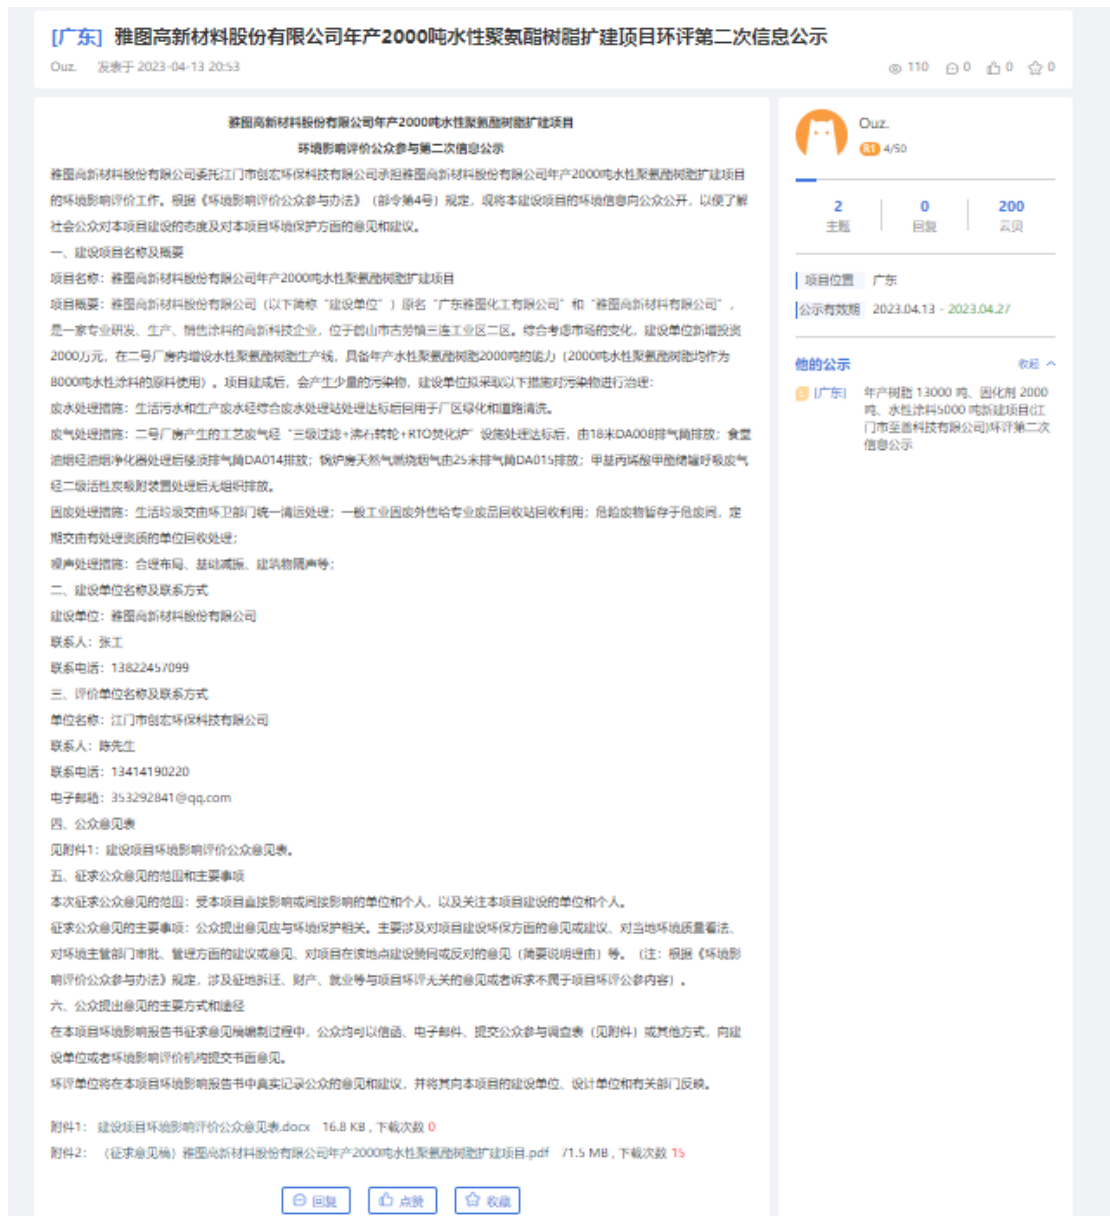 [广东] 雅图高新材料股份有限公司年产2000吨水性聚氨酯树脂扩建项目环评第二次信息公示
Ouz. 发表于 2023-04-13 20:53
110 0 0 0
雅图高新材料股份有限公司年产2000吨水性聚氨酯树脂扩建项目
环境影响评价公众参与第二次信息公示
雅图高新材料股份有限公司委托江门市创宏环保科技有限公司承担雅图高新材料股份有限公司年产2000吨水性聚氨酯树脂扩建项目
的环境影响评价工作。根据《环境影响评价公众参与办法》（部令第4号）规定，现将本建设项目的环境信息向公众公开，以便了解
社会公众对本项目建设的态度及对本项目环境保护方面的意见和建议。
一、建设项目名称及概要
项目名称：雅图高新材料股份有限公司年产2000吨水性聚氨酯树脂扩建项目
项目概要：雅图高新材料股份有限公司（以下简称“建设单位”）原名“广东雅图化工有限公司”和“雅图高新材料有限公司”，
是一家专业研发、生产、销售涂料的高新科技企业，位于鹤山市古劳镇三连工业区二区。综合考虑市场的变化，建设单位新增投资
2000万元，在二号厂房内增设水性聚氨酯树脂生产线，具备年产水性聚氨酯树脂2000吨的能力（2000吨水性聚氨酯树脂均作为
8000吨水性涂料的原料使用）。项目建成后，会产生少量的污染物，建设单位拟采取以下措施对污染物进行治理：
废水处理措施：生活污水和生产废水经综合废水处理站处理达标后回用于厂区绿化和道路清洗。
废气处理措施：二号厂房产生的工艺废气经“三级过滤+沸石转轮+RTO焚化炉”设施处理达标后，由18米DA008排气筒排放；食堂
油烟经油烟净化器处理后楼顶排气筒DA014排放；锅炉房天然气燃烧烟气由25米排气筒DA015排放；甲基丙烯酸甲酯储罐呼吸废气
经二级活性炭吸附装置处理后无组织排放。
固废处理措施：生活垃圾交由环卫部门统一清运处理；一般工业固废外售给专业废品回收站回收利用；危险废物暂存于危废间，定
期交由有处理资质的单位回收处理；
噪声处理措施：合理布局、基础减振、建筑物隔声等；
二、建设单位名称及联系方式
建设单位：雅图高新材料股份有限公司
联系人：张工
联系电话：13822457099
三、评价单位名称及联系方式
单位名称：江门市创宏环保科技有限公司
联系人：陈先生
联系电话：13414190220
电子邮箱：353292841@qq.com
四、公众意见表
见附件1：建设项目环境影响评价公众意见表。
五、征求公众意见的范围和主要事项
本次征求公众意见的范围：受本项目直接影响或间接影响的单位和个人，以及关注本项目建设的单位和个人。
征求公众意见的主要事项：公众提出意见应与环境保护相关。主要涉及对项目建设环保方面的意见或建议、对当地环境质量看法、
对环境主管部门审批、管理方面的建议或意见、对项目在该地点建设赞同或反对的意见（简要说明理由）等。（注：根据《环境影
响评价公众参与办法》规定，涉及征地拆迁、财产、就业等与项目环评无关的意见或者诉求不属于项目环评公参内容）。
六、公众提出意见的主要方式和途径
在本项目环境影响报告书征求意见稿编制过程中，公众均可以信函、电子邮件、提交公众参与调查表（见附件）或其他方式，向建
设单位或者环境影响评价机构提交书面意见。
环评单位将在本项目环境影响报告书中真实记录公众的意见和建议，并将其向本项目的建设单位、设计单位和有关部门反映。
附件1： 建设项目环境影响评价公众意见表.docx 16.8 KB，下载次数 0
附件2： （征求意见稿）雅图高新材料股份有限公司年产2000吨水性聚氨酯树脂扩建项目.pdf 71.5 MB，下载次数 15
回复 点赞 收藏
Ouz.
R1 4/50
2 0 200
主题 回复 云贝
项目位置 广东
公示有效期 2023.04.13 - 2023.04.27
他的公示 收起
[广东] 年产树脂 13000 吨、固化剂 2000
吨、水性涂料5000 吨新建项目(江
门市至善科技有限公司)环评第二次
信息公示